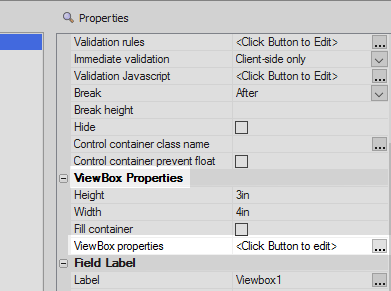 Properties
Validation rules <Click Button to Edit> ...
Immediate validation Client-side only
Validation Javascript <Click Button to Edit> ...
Break After
Break height
Hide
Control container class name ...
Control container prevent float
ViewBox Properties
Height 3in
Width 4in
Fill container
ViewBox properties <Click Button to edit> ...
Field Label
Label Viewbox1 ...